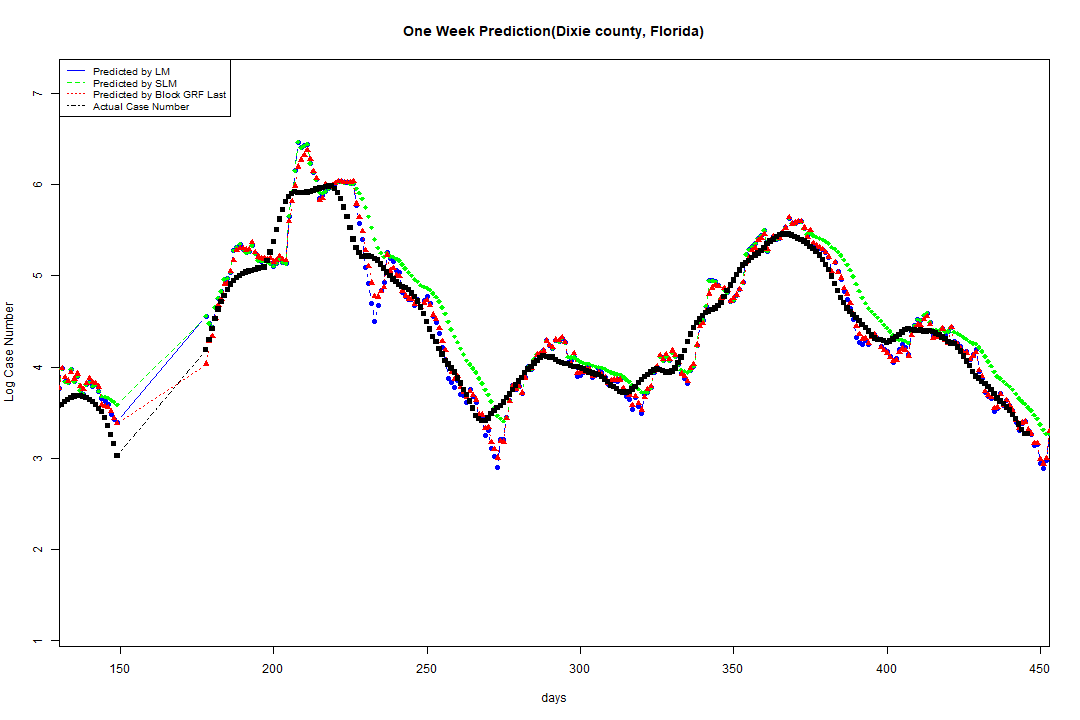 One Week Prediction(Dixie county, Florida)
Predicted by LM
Predicted by SLM
Predicted by Block GRF Last
Actual Case Number
7
6
5
4
3
2
1
Log Case Number
150 200 250 300 350 400 450
days